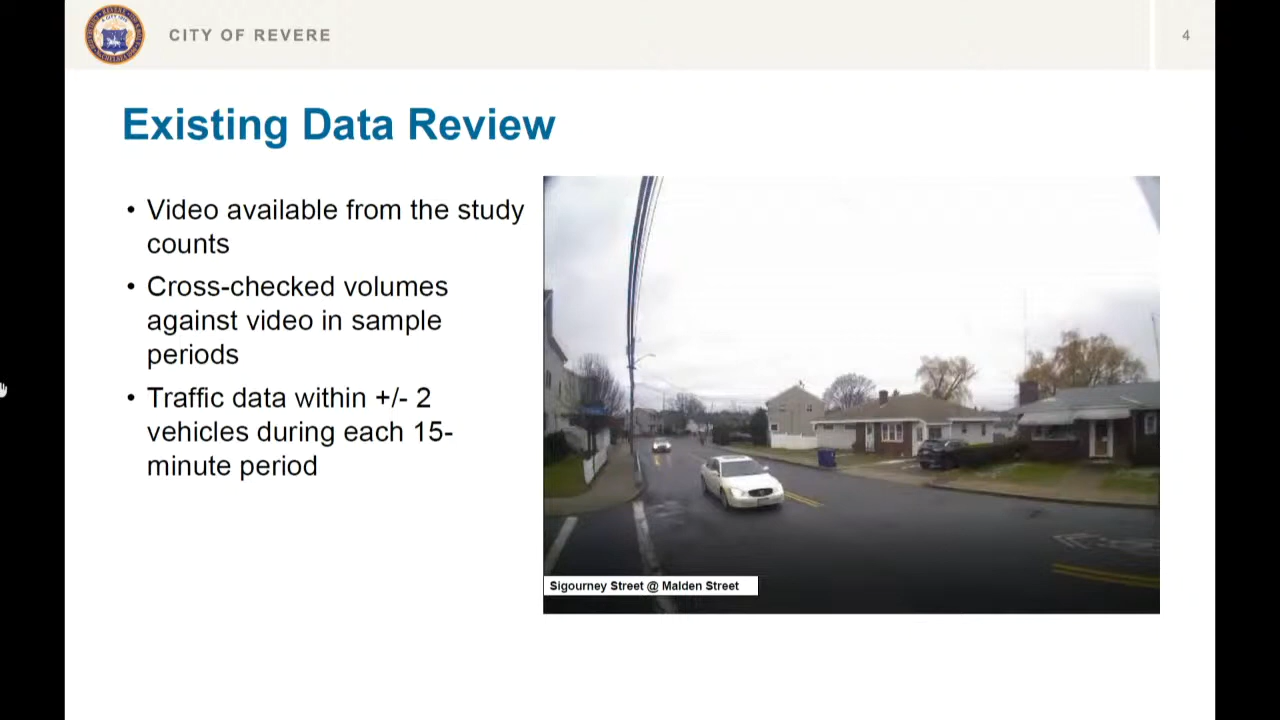 CITY OF REVERE
4
Existing Data Review
• Video available from the study
counts
• Cross-checked volumes
against video in sample
periods
• Traffic data within +/- 2
vehicles during each 15-
minute period
Sigourney Street @ Malden Street